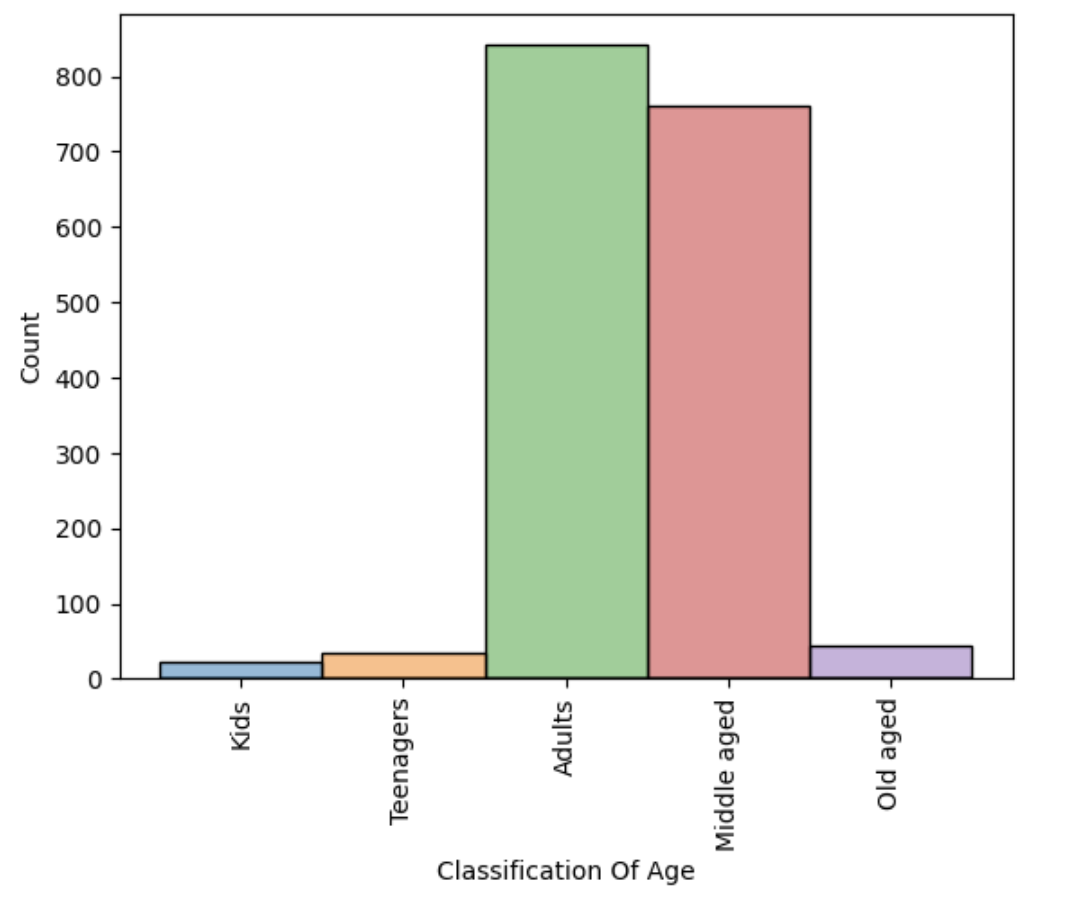 800
700
600
500
400
300
200
100
0
Count
Kids
Teenagers
Adults
Middle aged
Old aged
Classification Of Age